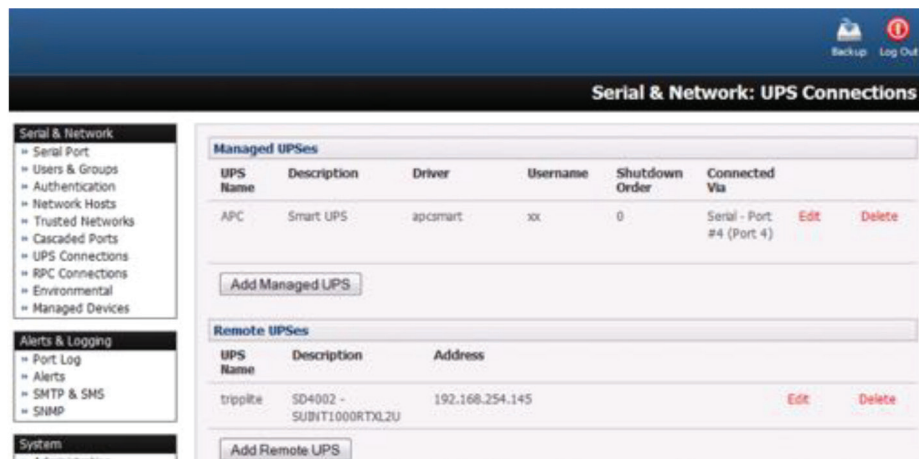 Backup Log Out
Serial & Network: UPS Connections
Serial & Network
» Serial Port
» Users & Groups
» Authentication
» Network Hosts
» Trusted Networks
» Cascaded Ports
» UPS Connections
» RPC Connections
» Environmental
» Managed Devices
Alerts & Logging
» Port Log
» Alerts
» SMTP & SMS
» SNMP
System
Managed UPSes
UPS Name Description Driver Username Shutdown Order Connected Via
APC Smart UPS apcsmart xx 0 Serial - Port #4 (Port 4) Edit Delete
Add Managed UPS
Remote UPSes
UPS Name Description Address
tripplite SD4002 - SUINT1000RTXL2U 192.168.254.145 Edit Delete
Add Remote UPS